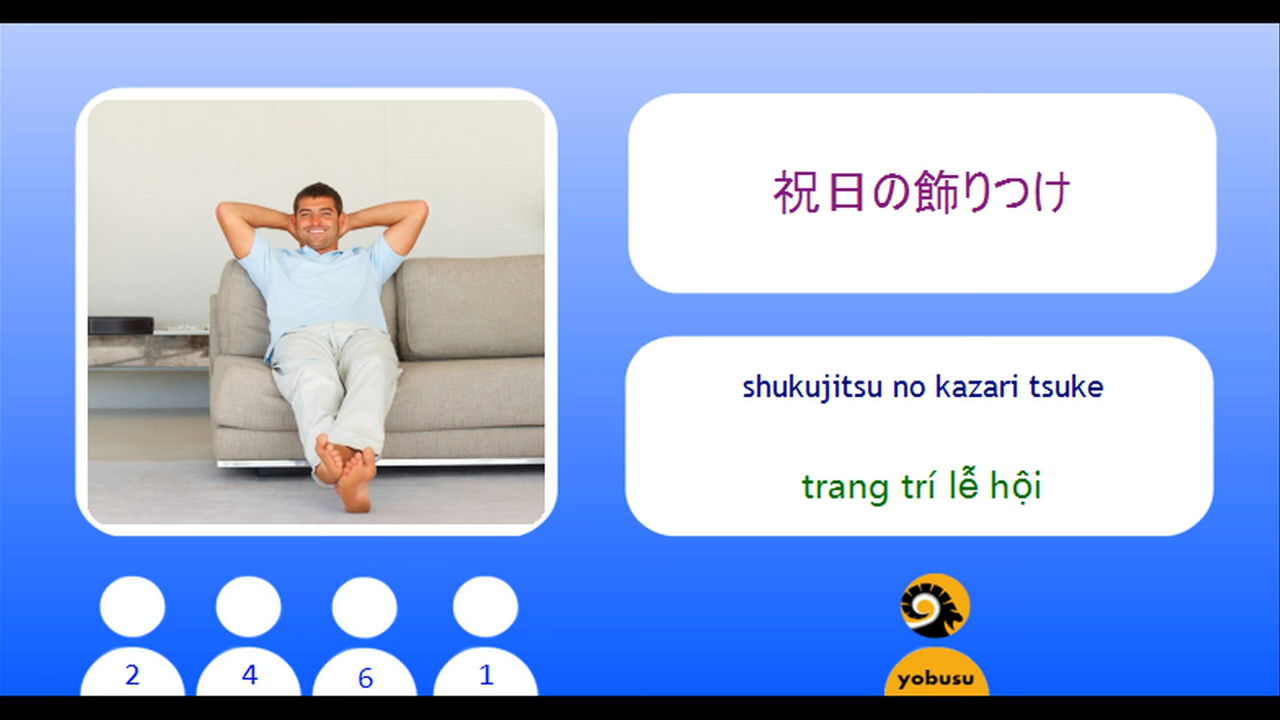 祝日の飾りつけ
shukujitsu no kazari tsuke
trang trí lễ hội
2 4 6 1
yobusu